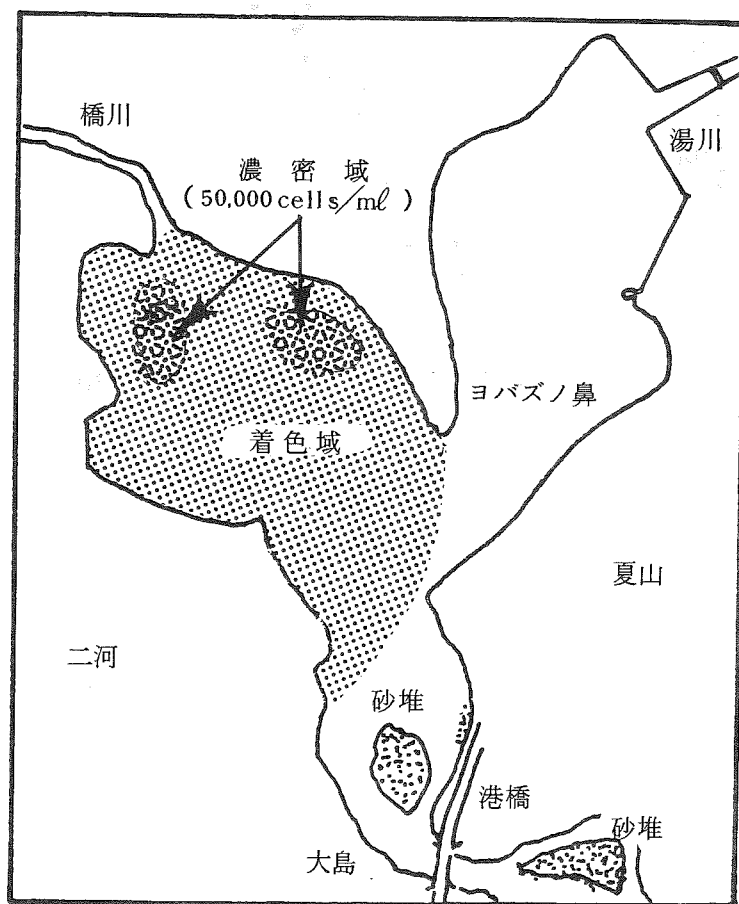 橋川
湯川
濃密域
(50,000 cells/mℓ)
ヨバズノ鼻
着色域
夏山
二河
砂堆
港橋
砂堆
大島